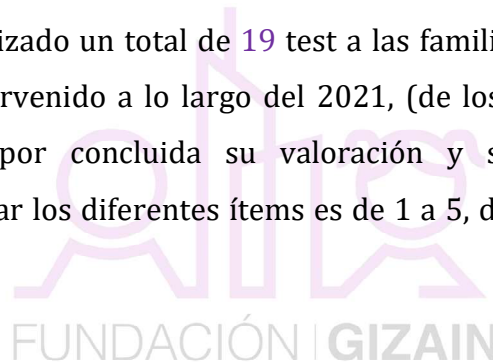 izado un total de 19 test a las famili
ervenido a lo largo del 2021, (de los
por concluida su valoración y s
ar los diferentes ítems es de 1 a 5, d
FUNDACIÓN | GIZAIN